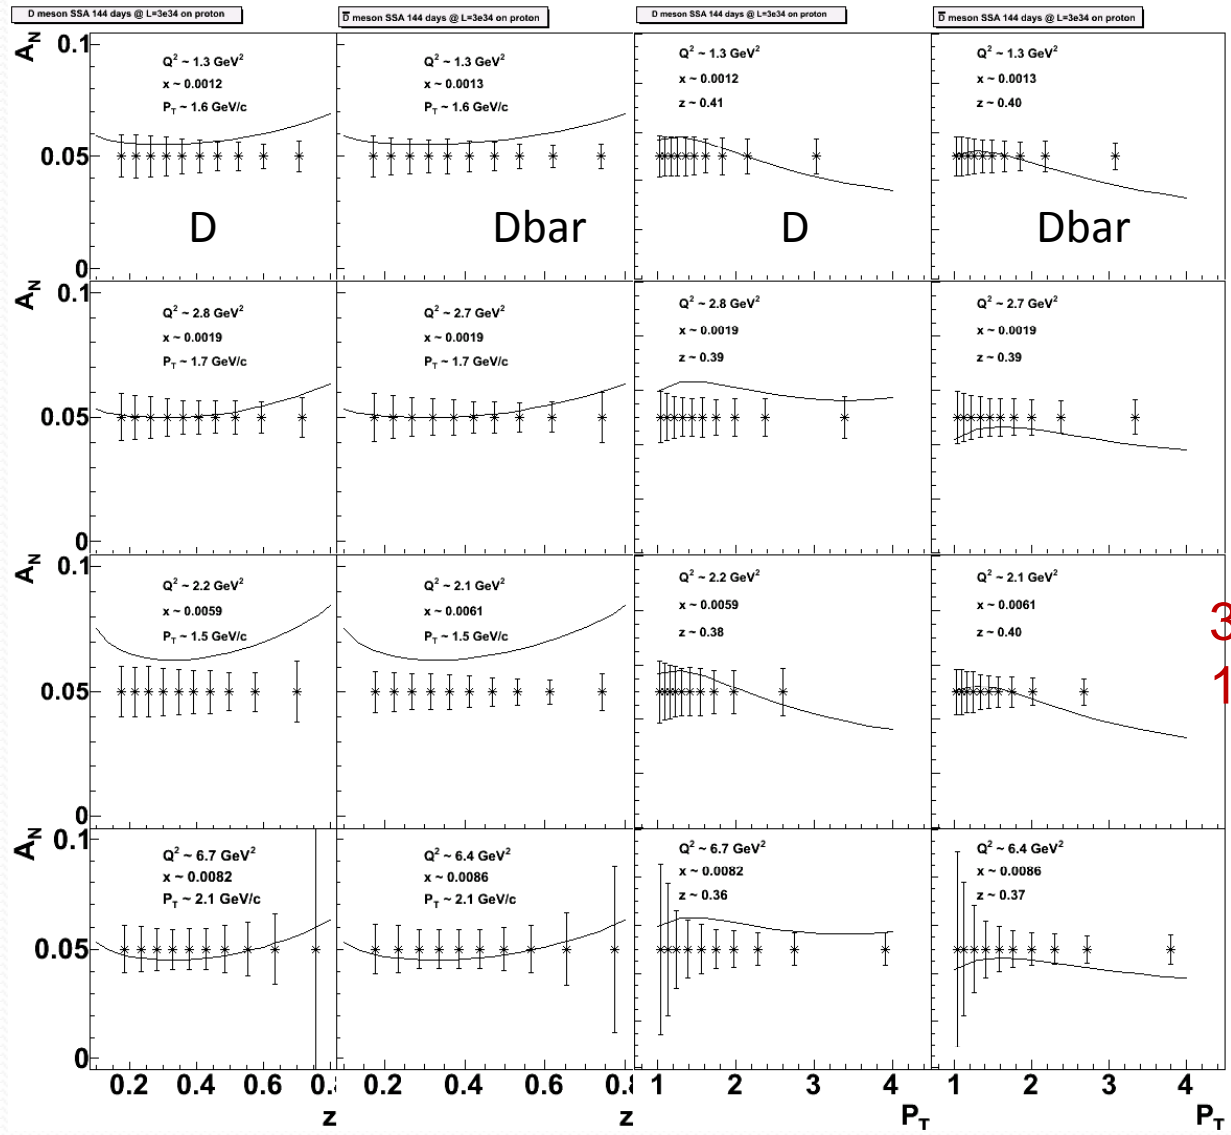 D meson SSA 144 days @ L=3e34 on proton
D̅ meson SSA 144 days @ L=3e34 on proton
D meson SSA 144 days @ L=3e34 on proton
D̅ meson SSA 144 days @ L=3e34 on proton
A_N
0.1
0.05
0
Q² ~ 1.3 GeV²
x ~ 0.0012
P_T ~ 1.6 GeV/c
D
Q² ~ 1.3 GeV²
x ~ 0.0013
P_T ~ 1.6 GeV/c
Dbar
Q² ~ 1.3 GeV²
x ~ 0.0012
z ~ 0.41
D
Q² ~ 1.3 GeV²
x ~ 0.0013
z ~ 0.40
Dbar
A_N
0.1
0.05
0
Q² ~ 2.8 GeV²
x ~ 0.0019
P_T ~ 1.7 GeV/c
Q² ~ 2.7 GeV²
x ~ 0.0019
P_T ~ 1.7 GeV/c
Q² ~ 2.8 GeV²
x ~ 0.0019
z ~ 0.39
Q² ~ 2.7 GeV²
x ~ 0.0019
z ~ 0.39
A_N
0.1
0.05
0
Q² ~ 2.2 GeV²
x ~ 0.0059
P_T ~ 1.5 GeV/c
Q² ~ 2.1 GeV²
x ~ 0.0061
P_T ~ 1.5 GeV/c
Q² ~ 2.2 GeV²
x ~ 0.0059
z ~ 0.38
Q² ~ 2.1 GeV²
x ~ 0.0061
z ~ 0.40
3
1
A_N
0.1
0.05
0
Q² ~ 6.7 GeV²
x ~ 0.0082
P_T ~ 2.1 GeV/c
Q² ~ 6.4 GeV²
x ~ 0.0086
P_T ~ 2.1 GeV/c
Q² ~ 6.7 GeV²
x ~ 0.0082
z ~ 0.36
Q² ~ 6.4 GeV²
x ~ 0.0086
z ~ 0.37
0.2 0.4 0.6 0.
0.2 0.4 0.6 0.
1 2 3 4
1 2 3 4
z
z
P_T
P_T